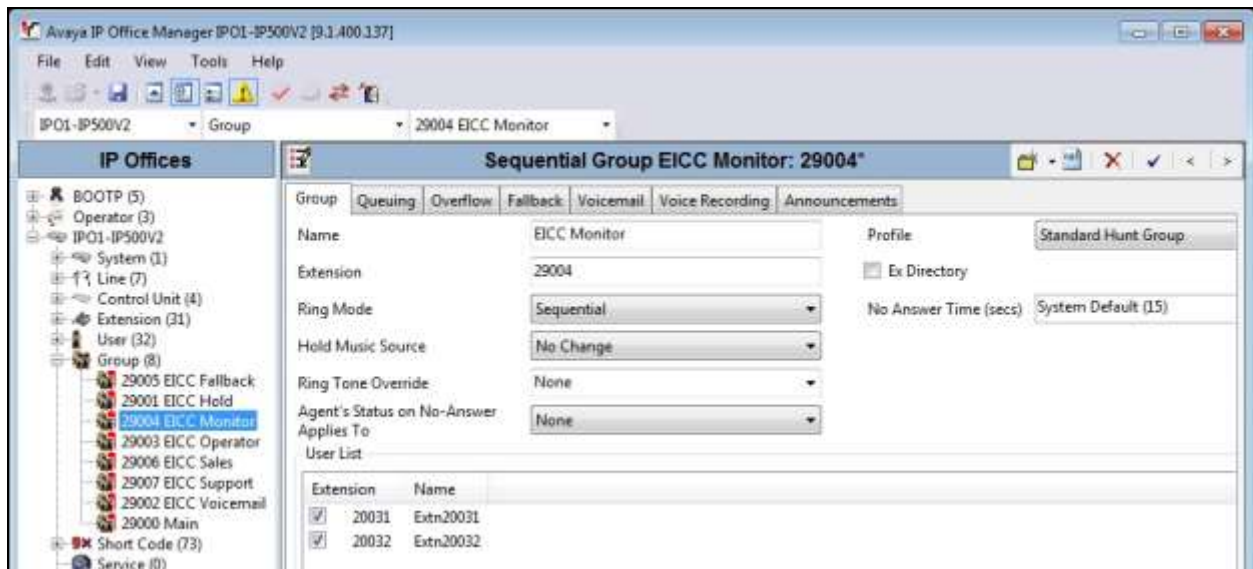 Avaya IP Office Manager IPO1-IP500V2 [9.1.400.137]
File Edit View Tools Help
IPO1-IP500V2 Group 29004 EICC Monitor
IP Offices
BOOTP (5)
Operator (3)
IPO1-IP500V2
System (1)
Line (7)
Control Unit (4)
Extension (31)
User (32)
Group (8)
29005 EICC Fallback
29001 EICC Hold
29004 EICC Monitor
29003 EICC Operator
29006 EICC Sales
29007 EICC Support
29002 EICC Voicemail
29000 Main
Short Code (73)
Service (0)
Sequential Group EICC Monitor: 29004*
Group Queuing Overflow Fallback Voicemail Voice Recording Announcements
Name EICC Monitor Profile Standard Hunt Group
Extension 29004 Ex Directory
Ring Mode Sequential No Answer Time (secs) System Default (15)
Hold Music Source No Change
Ring Tone Override None
Agent's Status on No-Answer
Applies To None
User List
Extension Name
20031 Extn20031
20032 Extn20032